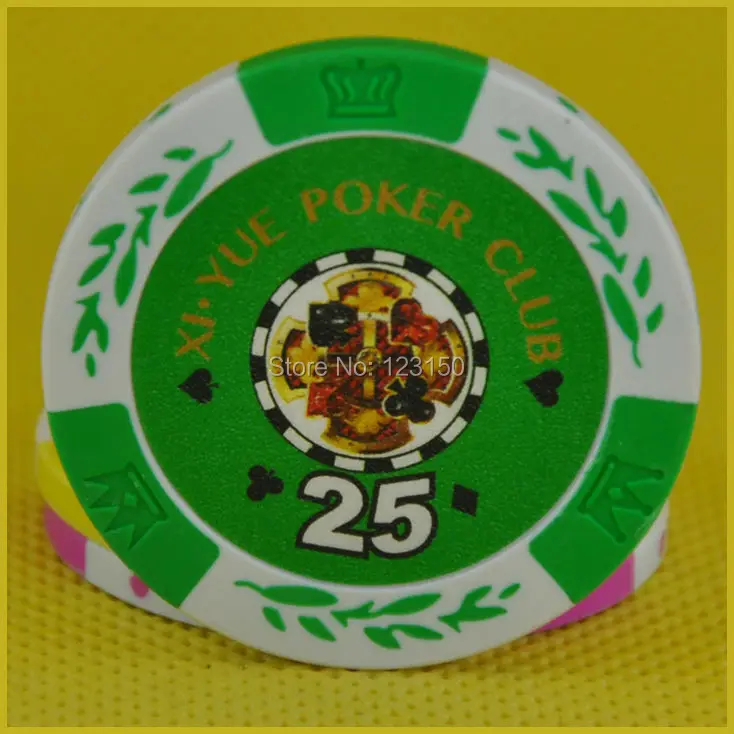 XI·YUE POKER CLUB
Store No: 123150
25